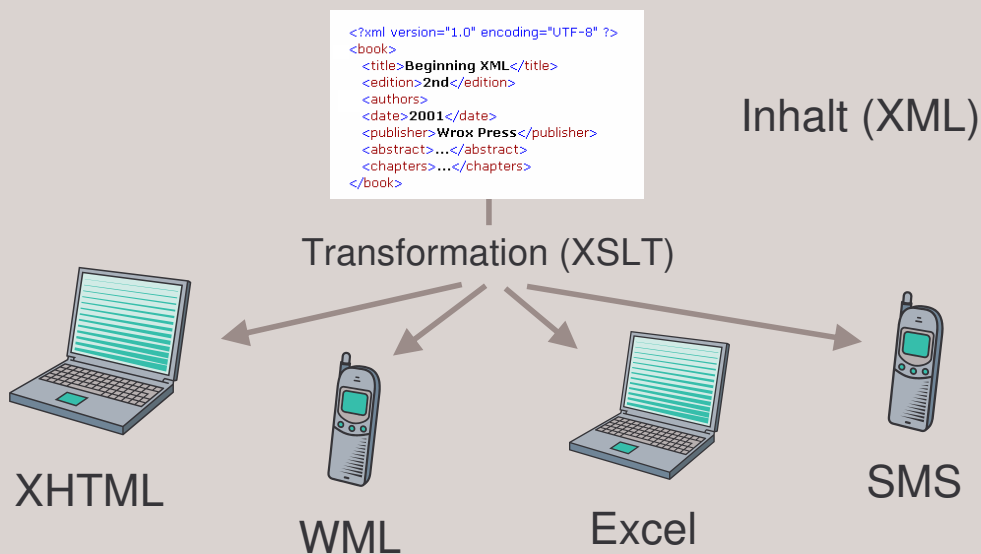 <?xml version="1.0" encoding="UTF-8" ?>
<book>
<title>Beginning XML</title>
<edition>2nd</edition>
<authors>
<date>2001</date>
<publisher>Wrox Press</publisher>
<abstract>...</abstract>
<chapters>...</chapters>
</book>
Inhalt (XML)
Transformation (XSLT)
XHTML
WML
Excel
SMS